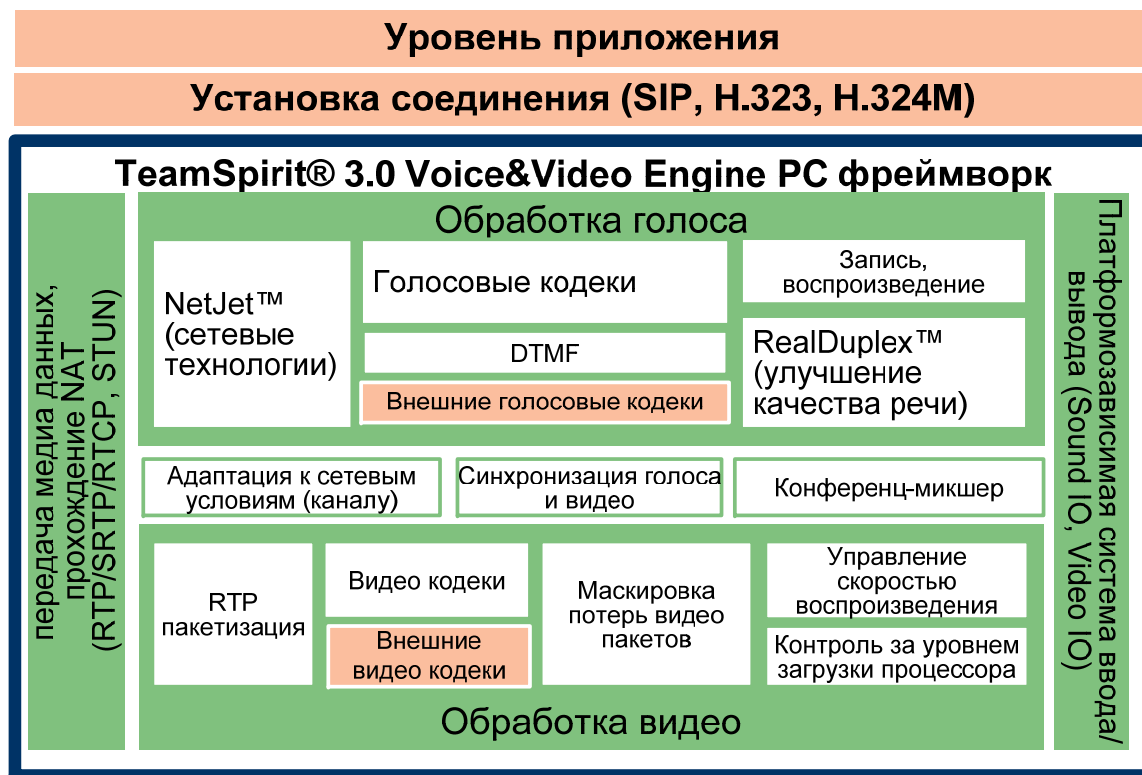 Уровень приложения
Установка соединения (SIP, H.323, H.324M)
TeamSpirit® 3.0 Voice&Video Engine PC фреймворк
передача медиа данных,
прохождение NAT
(RTP/SRTP/RTCP, STUN)
Обработка голоса
NetJet™
(сетевые
технологии)
Голосовые кодеки
DTMF
Внешние голосовые кодеки
Запись,
воспроизведение
RealDuplex™
(улучшение
качества речи)
Адаптация к сетевым
условиям (каналу)
Синхронизация голоса
и видео
Конференц-микшер
RTP
пакетизация
Видео кодеки
Внешние
видео кодеки
Маскировка
потерь видео
пакетов
Управление
скоростью
воспроизведения
Контроль за уровнем
загрузки процессора
Обработка видео
Платформозависимая система ввода/
вывода (Sound IO, Video IO)